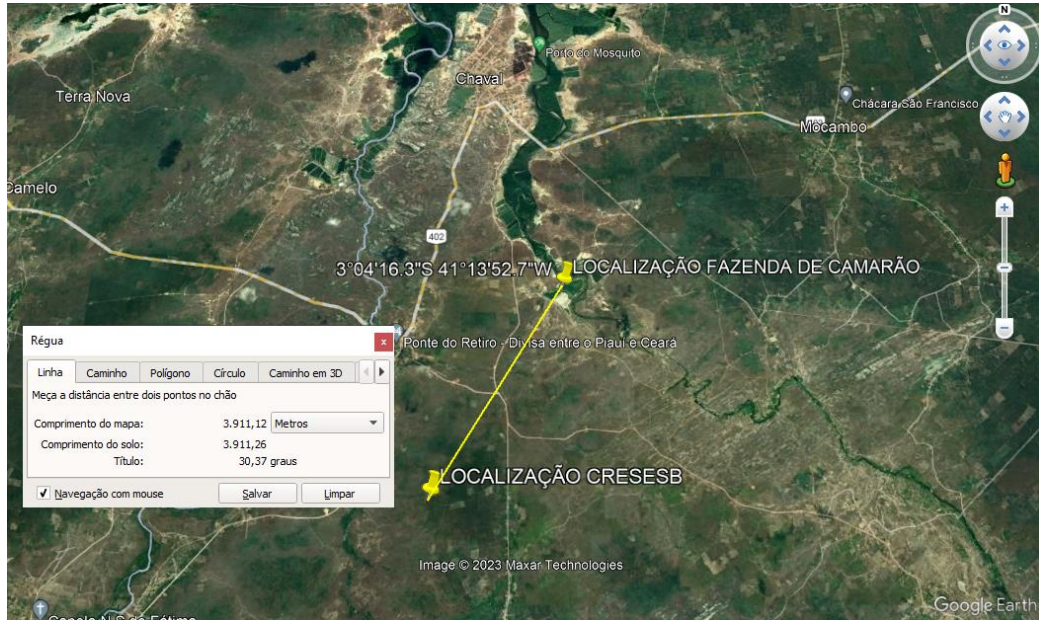 N
Porto do Mosquito
Chaval
Terra Nova
Chácara São Francisco
Mocambo
Camelo
402
3°04'16.3"S 41°13'52.7"W
LOCALIZAÇÃO FAZENDA DE CAMARÃO
Régua
x
Ponte do Retiro - Divisa entre o Piauí e Ceará
Linha Caminho Polígono Círculo Caminho em 3D
Meça a distância entre dois pontos no chão
Comprimento do mapa: 3.911,12 Metros
Comprimento do solo: 3.911,26
Título: 30,37 graus
LOCALIZAÇÃO CRESESB
Navegação com mouse Salvar Limpar
Image © 2023 Maxar Technologies
Google Earth